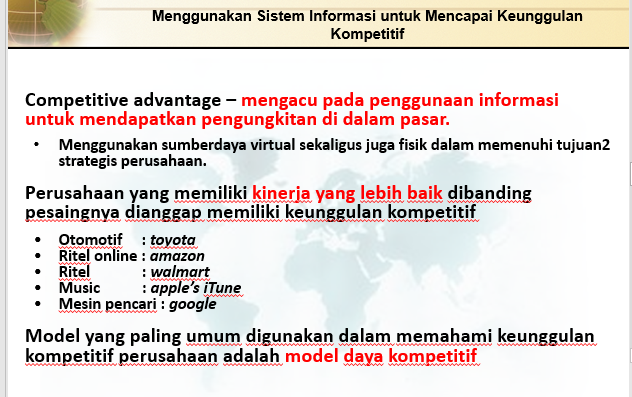 Menggunakan Sistem Informasi untuk Mencapai Keunggulan
Kompetitif
Competitive advantage – mengacu pada penggunaan informasi
untuk mendapatkan pengungkitan di dalam pasar.
• Menggunakan sumberdaya virtual sekaligus juga fisik dalam memenuhi tujuan2
strategis perusahaan.
Perusahaan yang memiliki kinerja yang lebih baik dibanding
pesaingnya dianggap memiliki keunggulan kompetitif
• Otomotif : toyota
• Ritel online : amazon
• Ritel : walmart
• Music : apple's iTune
• Mesin pencari : google
Model yang paling umum digunakan dalam memahami keunggulan
kompetitif perusahaan adalah model daya kompetitif